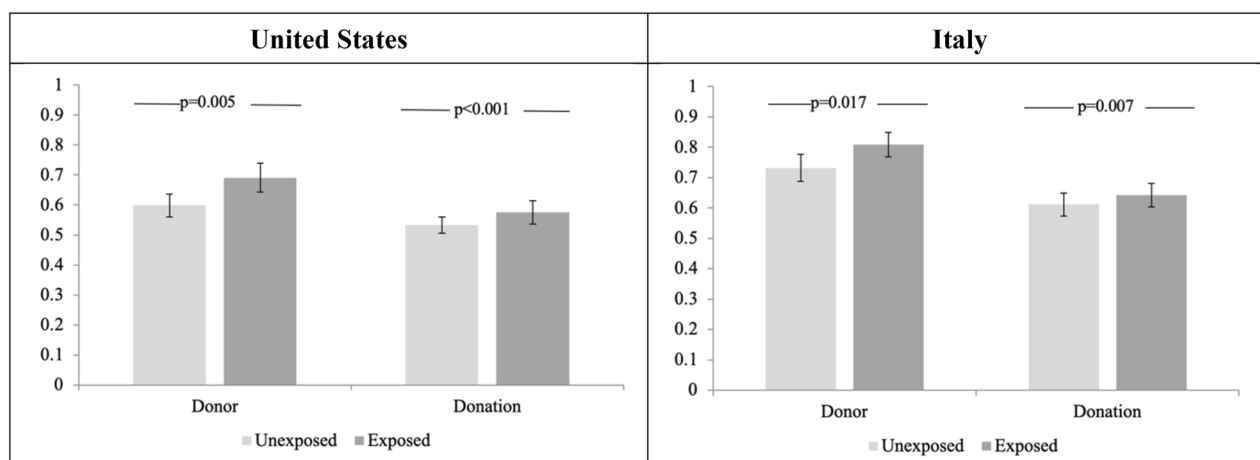 United States
Italy
1
0.9
0.8
0.7
0.6
0.5
0.4
0.3
0.2
0.1
0
p=0.005
p<0.001
Donor Donation
Unexposed Exposed
1
0.9
0.8
0.7
0.6
0.5
0.4
0.3
0.2
0.1
0
p=0.017
p=0.007
Donor Donation
Unexposed Exposed